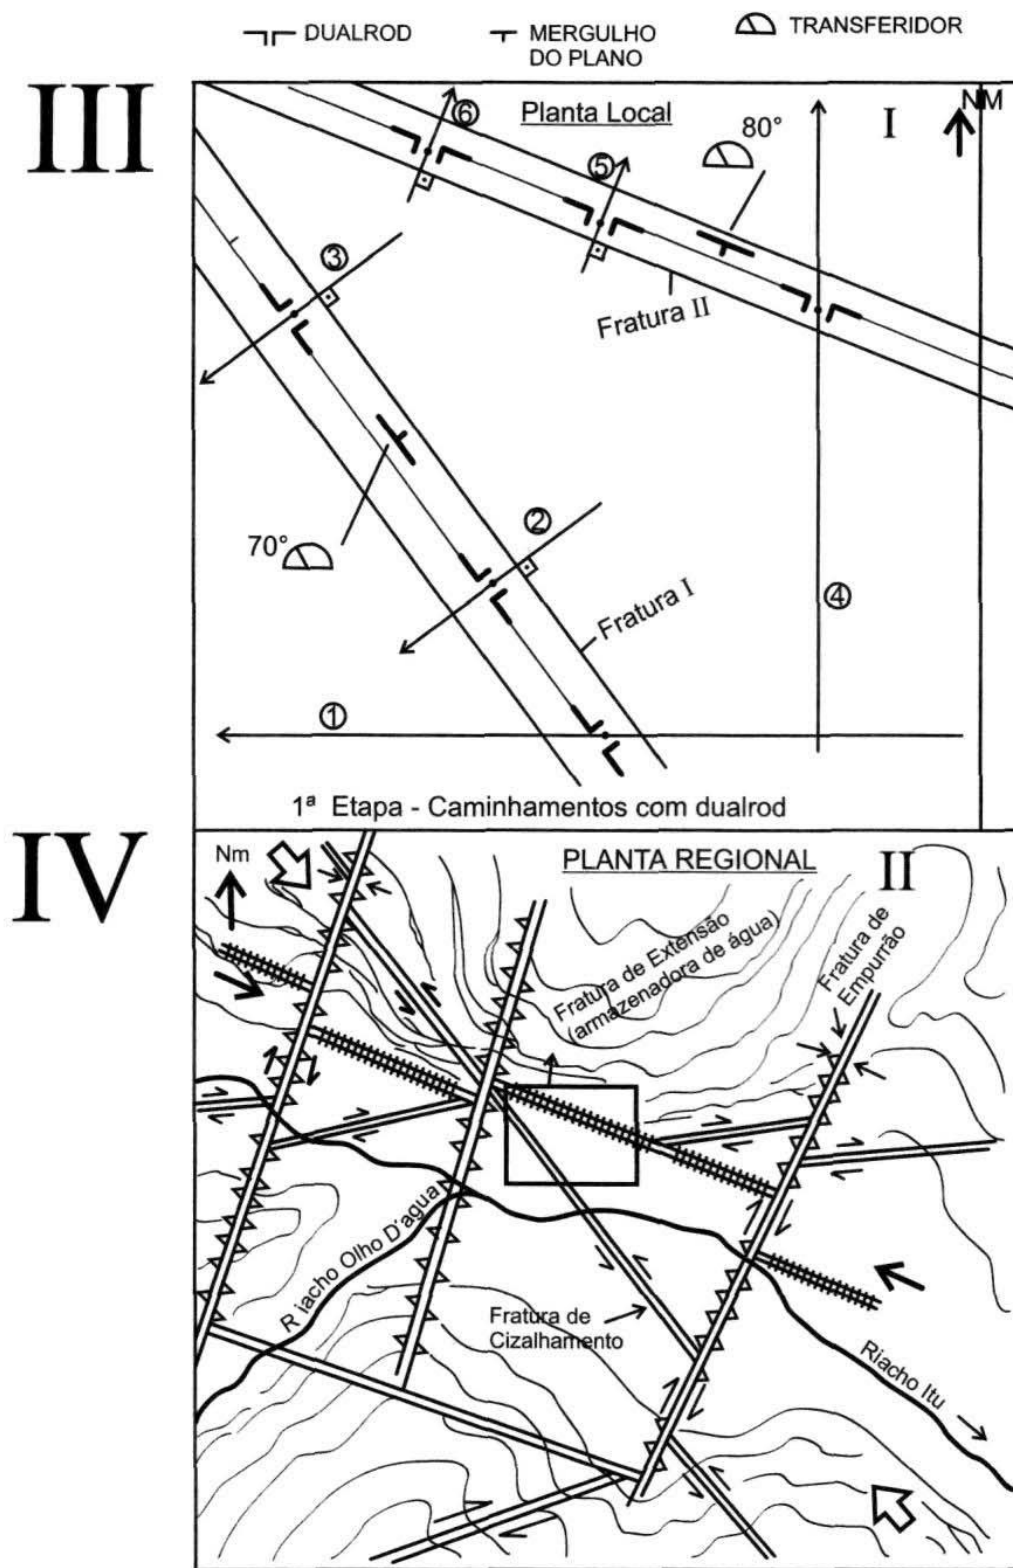 DUALROD
MERGULHO
DO PLANO
TRANSFERIDOR
III
Planta Local
I
NM
6
5
80°
3
Fratura II
2
70°
Fratura I
4
1
1ª Etapa - Caminhamentos com dualrod
IV
Nm
PLANTA REGIONAL
II
Fratura de Extensão
(armazenadora de água)
Fratura de
Empurrão
Riacho Olho D'agua
Fratura de
Cizalhamento
Riacho Itu